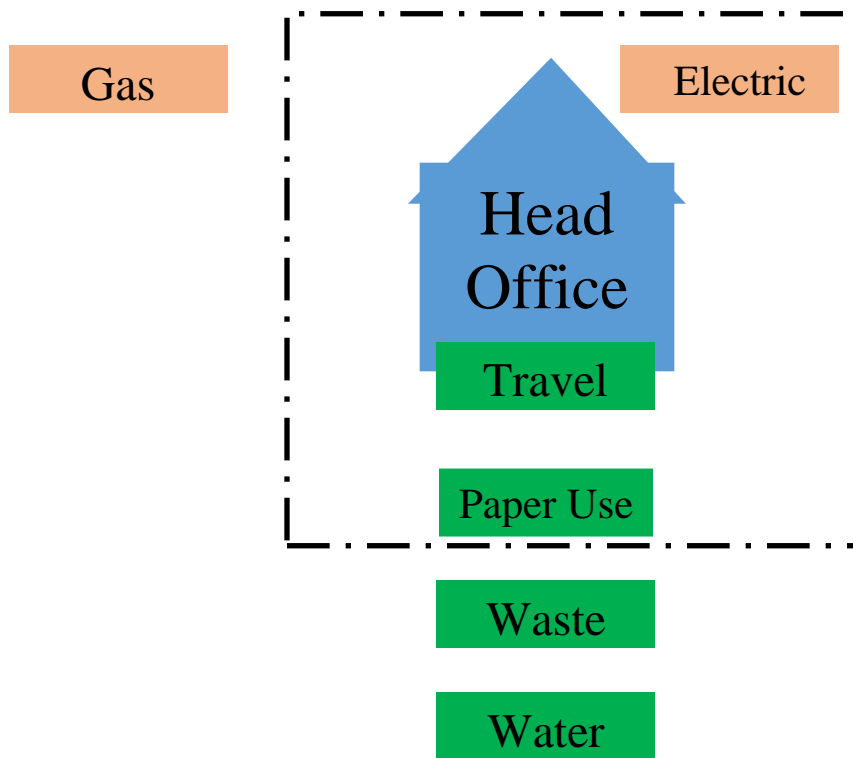 Gas
Electric
Head
Office
Travel
Paper Use
Waste
Water